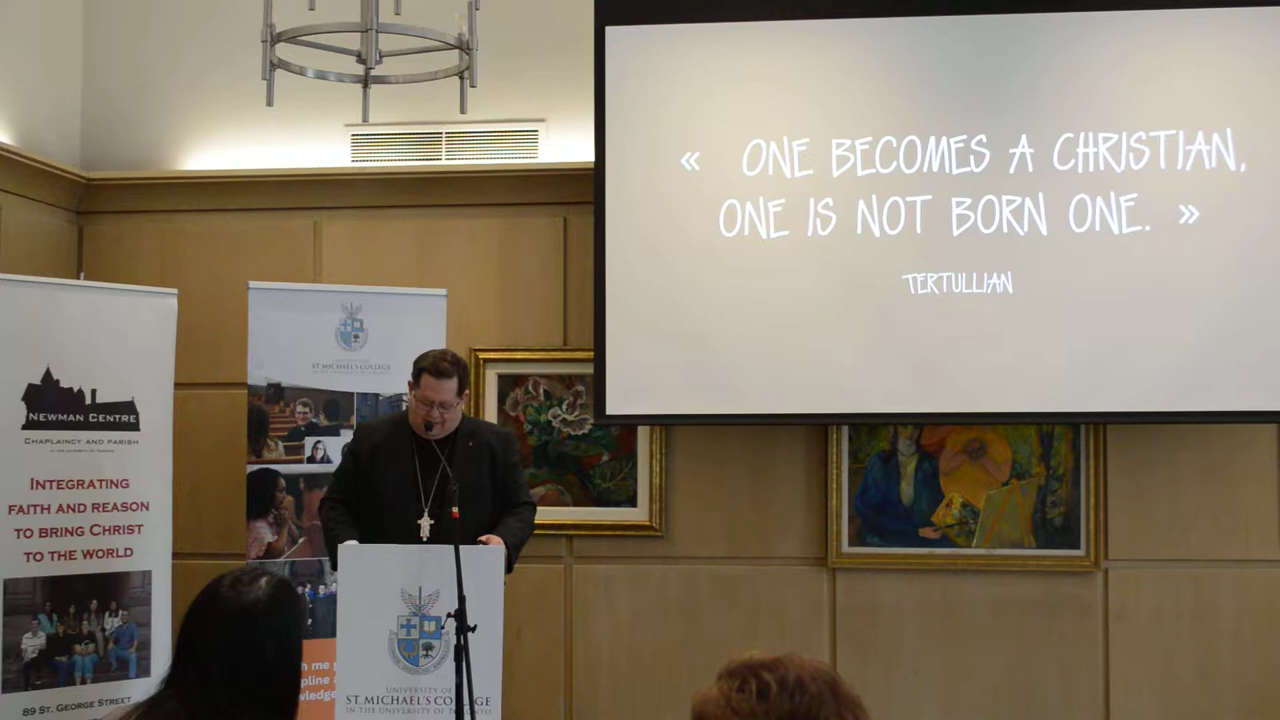 « ONE BECOMES A CHRISTIAN,
ONE IS NOT BORN ONE. »
TERTULLIAN
NEWMAN CENTRE
CHAPLAINCY AND PARISH
INTEGRATING
FAITH AND REASON
TO BRING CHRIST
TO THE WORLD
89 ST. GEORGE STREET
ST. MICHAEL'S COLLEGE
UNIVERSITY OF
ST. MICHAEL'S COLLEGE
IN THE UNIVERSITY OF TORONTO